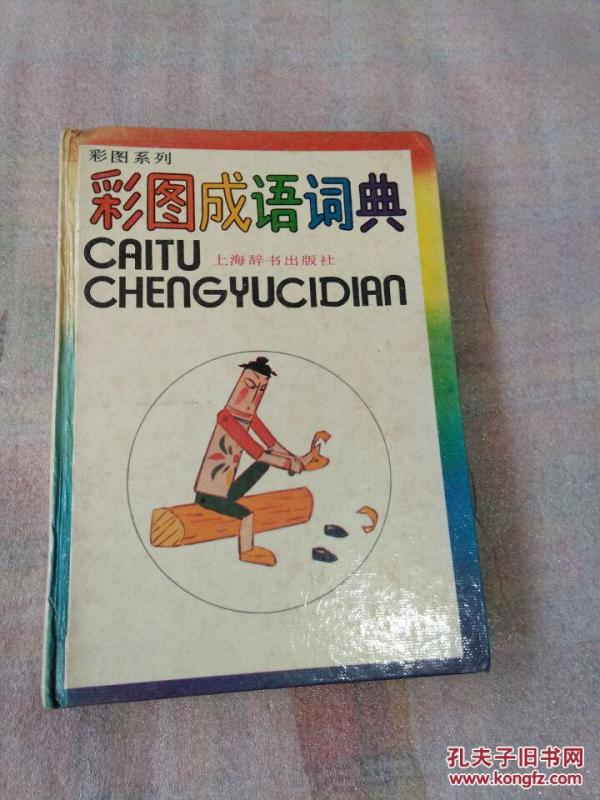 彩图系列
彩图成语词典
CAITU 上海辞书出版社
CHENGYUCIDIAN
孔夫子旧书网
www.kongfz.com